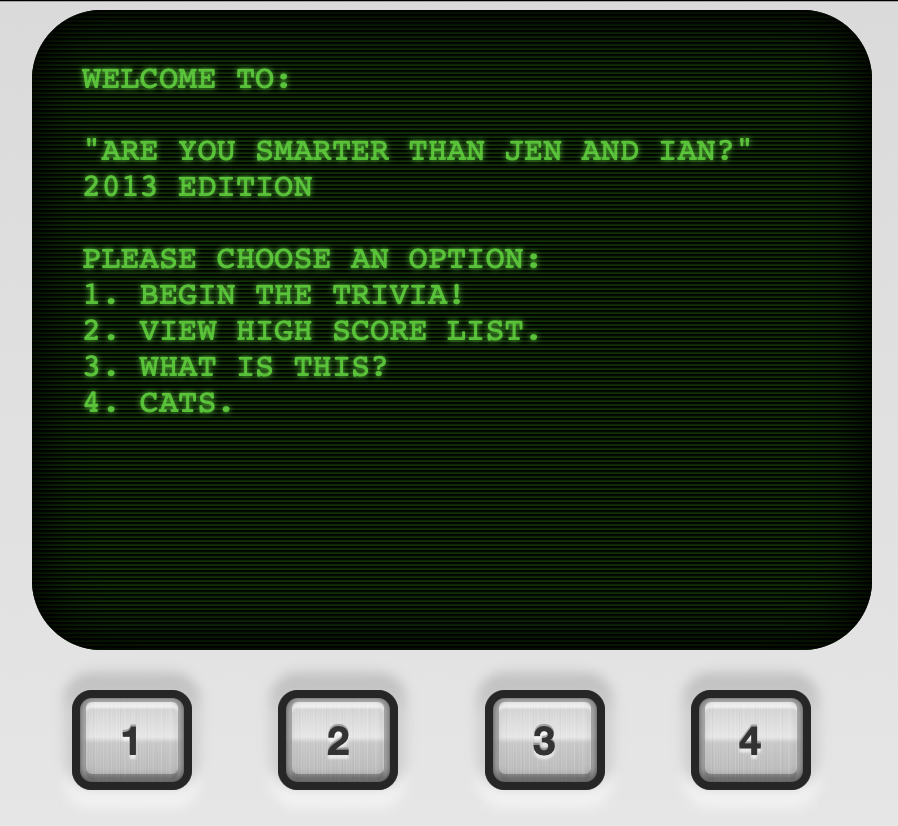 WELCOME TO:
"ARE YOU SMARTER THAN JEN AND IAN?"
2013 EDITION
PLEASE CHOOSE AN OPTION:
1. BEGIN THE TRIVIA!
2. VIEW HIGH SCORE LIST.
3. WHAT IS THIS?
4. CATS.
1 2 3 4